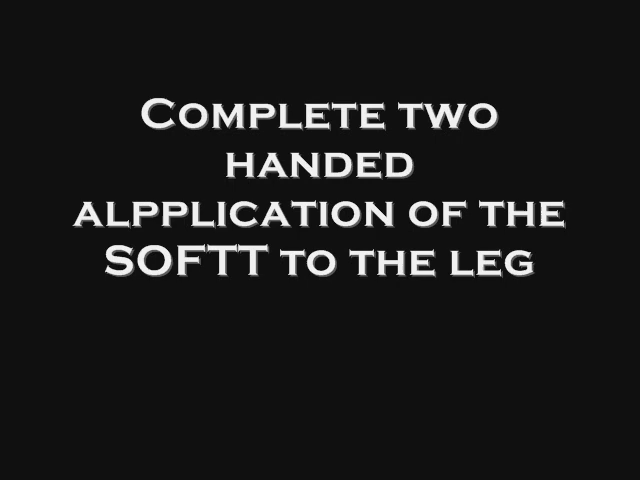 Complete two
handed
alpplication of the
SOFTT to the leg